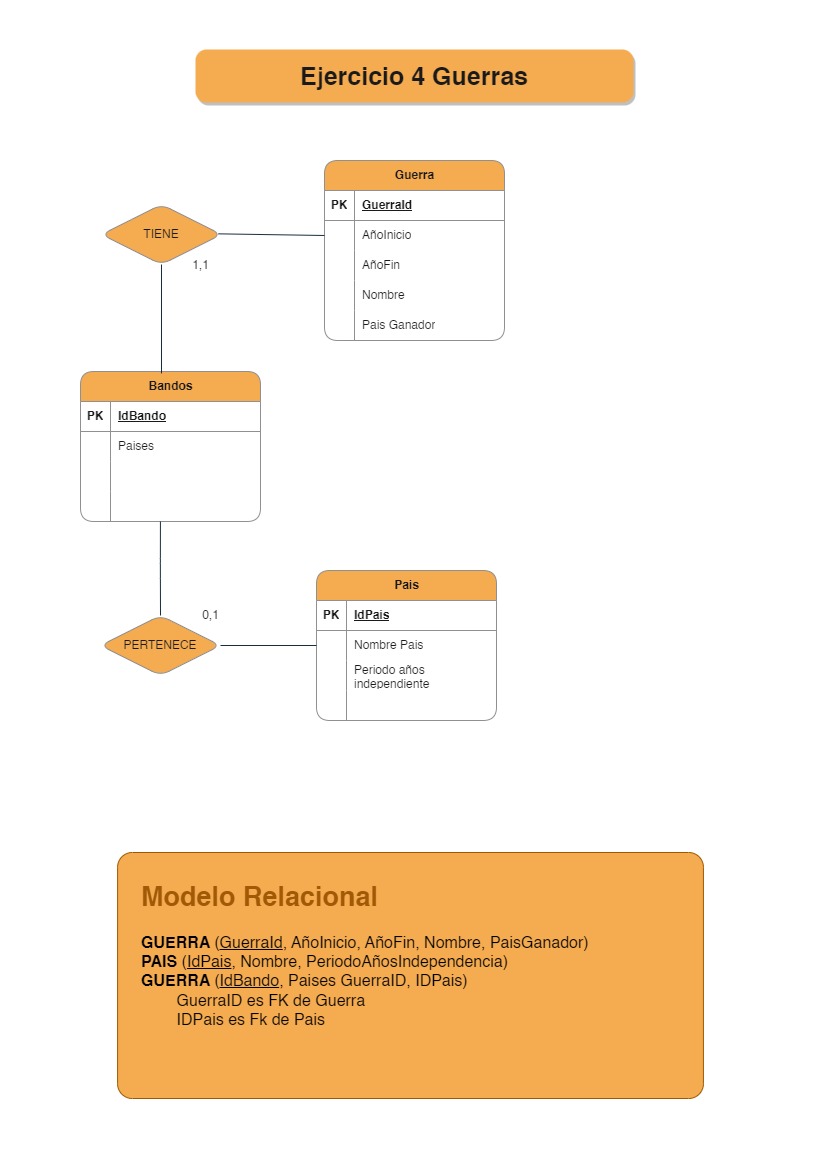 Ejercicio 4 Guerras
Guerra
PK GuerraId
AñoInicio
AñoFin
Nombre
Pais Ganador
TIENE
1,1
Bandos
PK IdBando
Paises
Pais
PK IdPais
Nombre Pais
Periodo años
independiente
0,1
PERTENECE
Modelo Relacional
GUERRA (GuerraId, AñoInicio, AñoFin, Nombre, PaisGanador)
PAIS (IdPais, Nombre, PeriodoAñosIndependencia)
GUERRA (IdBando, Paises GuerraID, IDPais)
GuerraID es FK de Guerra
IDPais es Fk de Pais